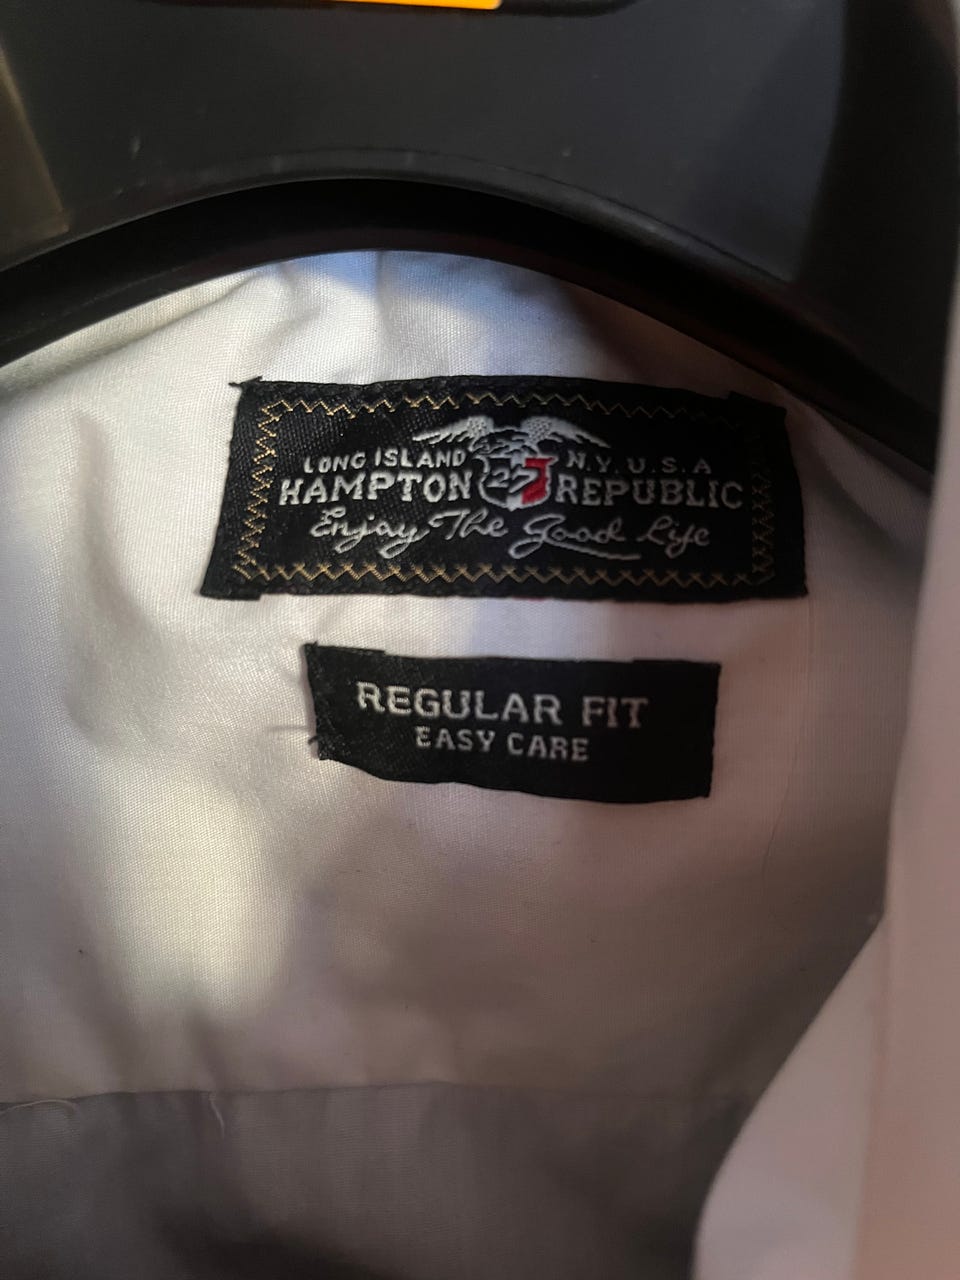 LONG ISLAND N.Y. U.S.A
HAMPTON 27 REPUBLIC
Enjoy The Good Life
REGULAR FIT
EASY CARE